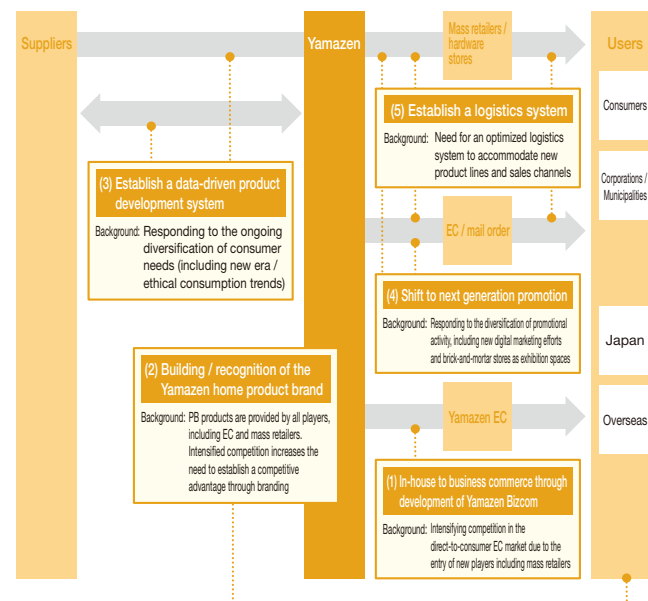 Suppliers
Yamazen
Mass retailers /
hardware
stores
Users
Consumers
Corporations /
Municipalities
Japan
Overseas
(5) Establish a logistics system
Background: Need for an optimized logistics
system to accommodate new
product lines and sales channels
(3) Establish a data-driven product
development system
Background: Responding to the ongoing
diversification of consumer
needs (including new era /
ethical consumption trends)
EC / mail order
(4) Shift to next generation promotion
Background: Responding to the diversification of promotional
activity, including new digital marketing efforts
and brick-and-mortar stores as exhibition spaces
(2) Building / recognition of the
Yamazen home product brand
Background: PB products are provided by all players,
including EC and mass retailers.
Intensified competition increases the
need to establish a competitive
advantage through branding
Yamazen EC
(1) In-house to business commerce through
development of Yamazen Bizcom
Background: Intensifying competition in the
direct-to-consumer EC market due to the
entry of new players including mass retailers